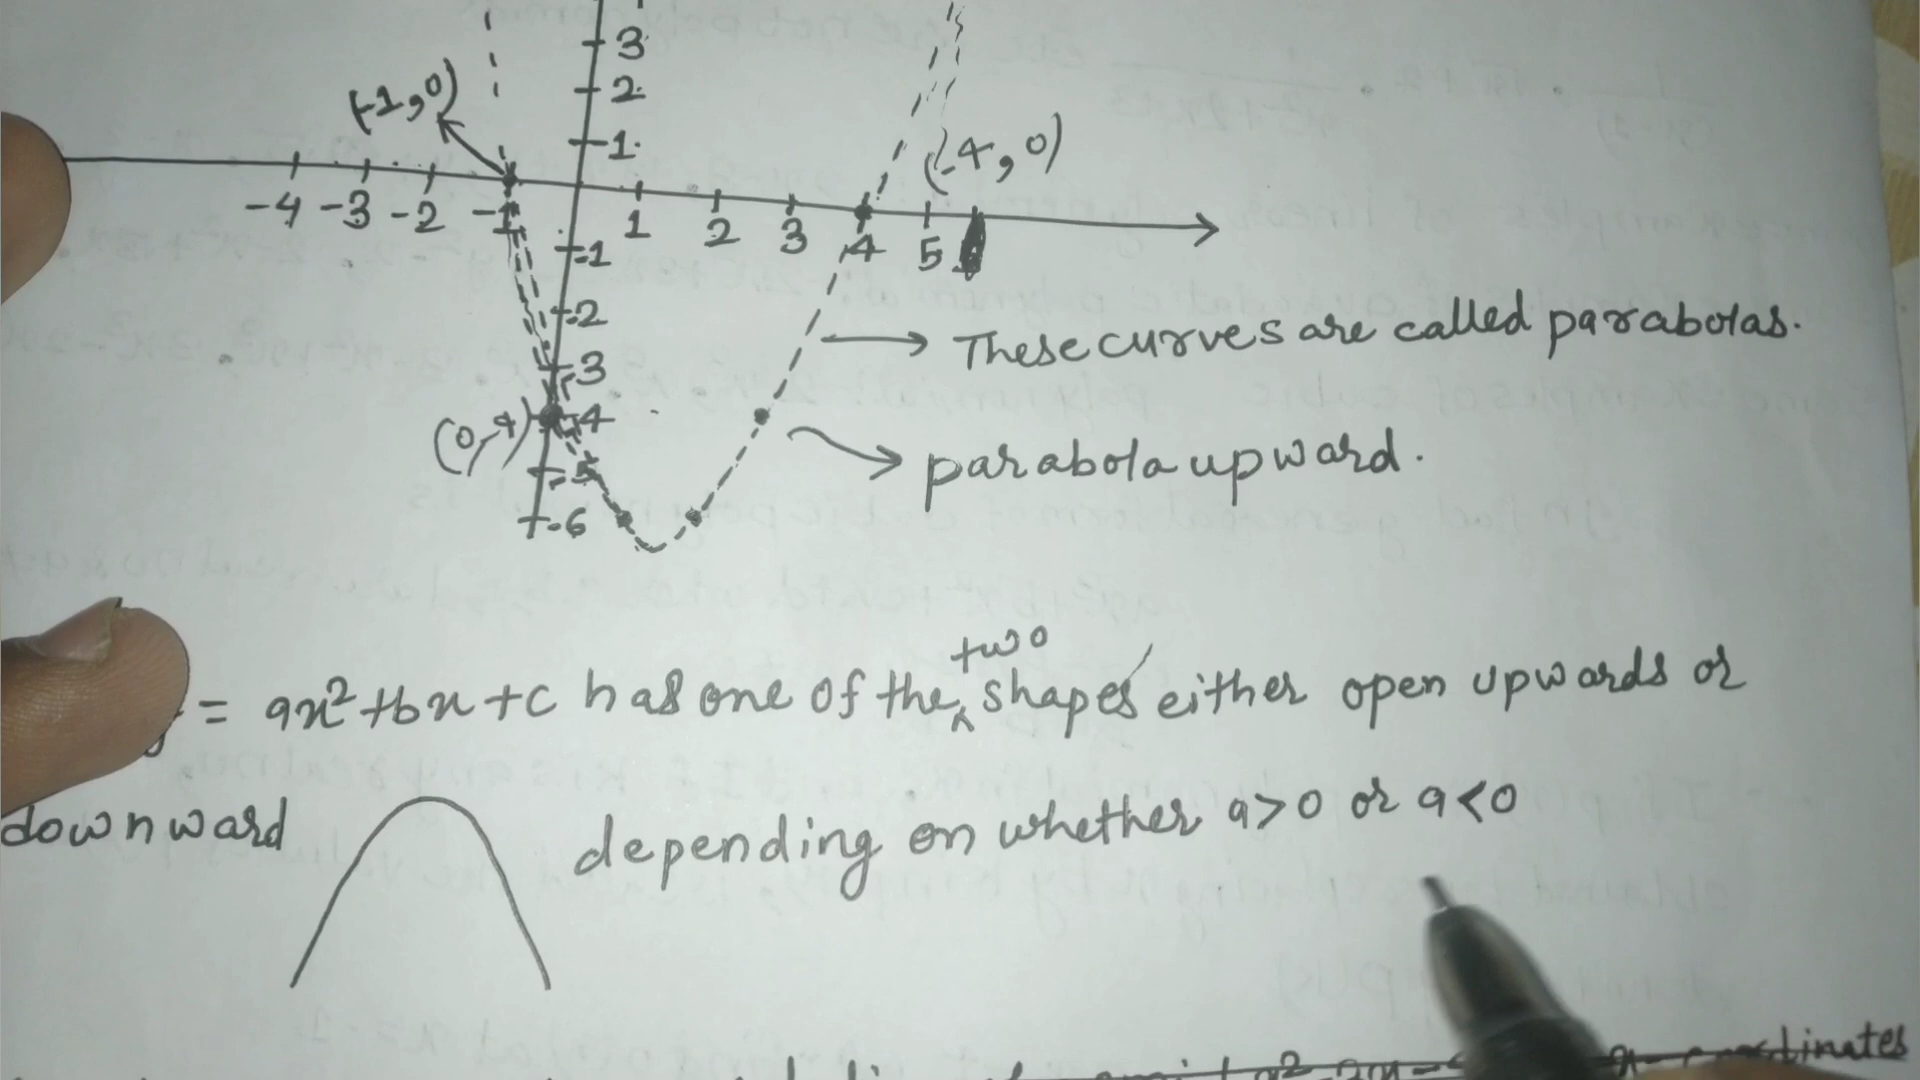 3
2
(-1,0)
1
(-4,0)
-4 -3 -2 -1 1 2 3 4 5
-1
-2
These curves are called parabolas.
-3
(0,-4) -4
parabola upward.
-5
-6
two
= ax²+bx+c has one of the shapes either open upwards or
downward depending on whether a>0 or a<0